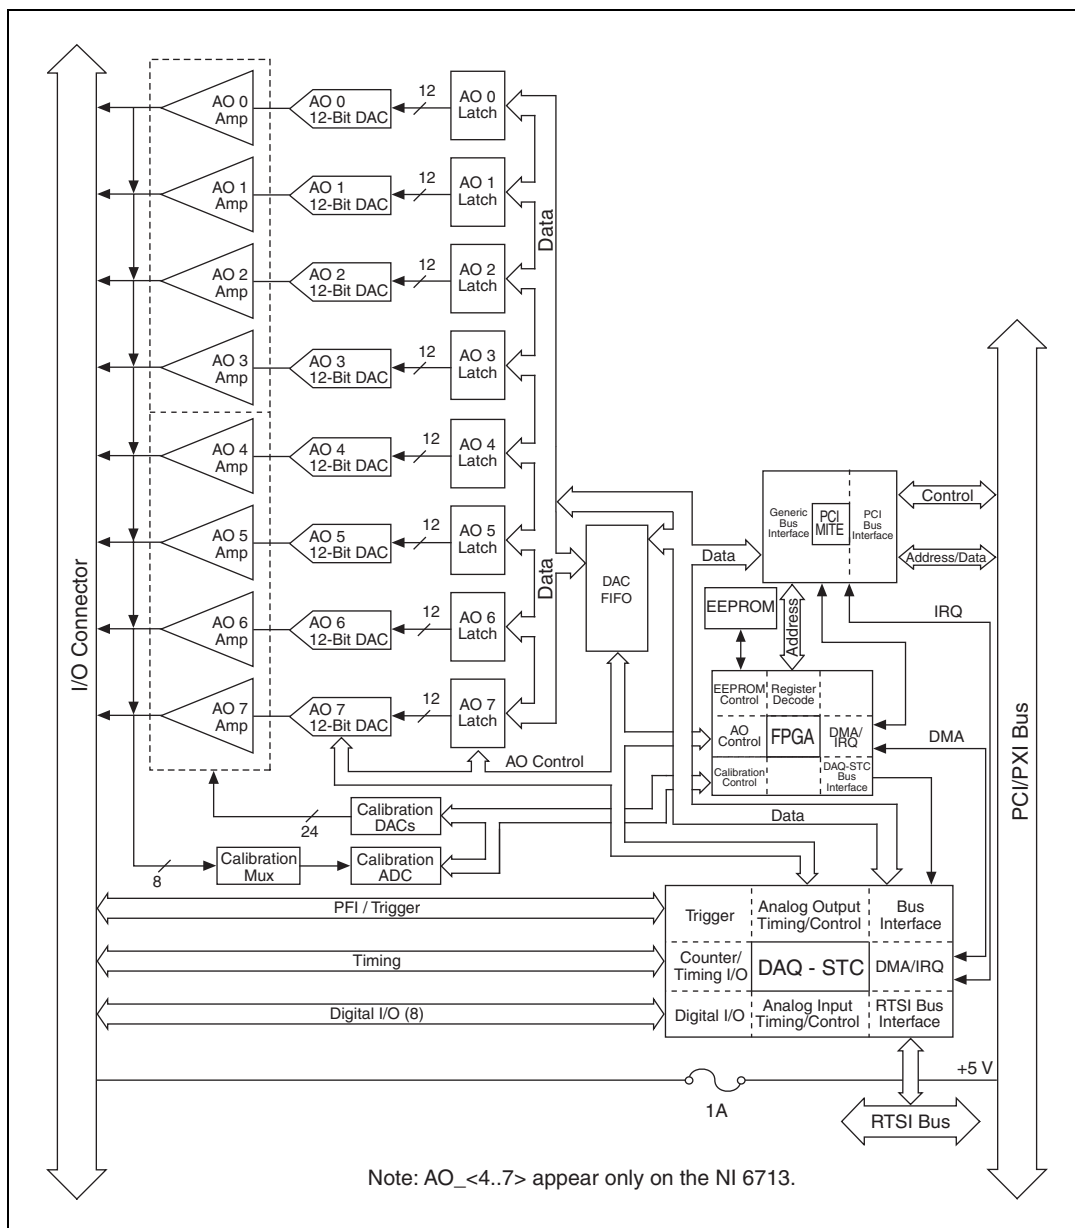 AO 0
Amp
AO 0
12-Bit DAC
12
AO 0
Latch
AO 1
Amp
AO 1
12-Bit DAC
12
AO 1
Latch
Data
AO 2
Amp
AO 2
12-Bit DAC
12
AO 2
Latch
AO 3
Amp
AO 3
12-Bit DAC
12
AO 3
Latch
AO 4
Amp
AO 4
12-Bit DAC
12
AO 4
Latch
AO 5
Amp
AO 5
12-Bit DAC
12
AO 5
Latch
Data
AO 6
Amp
AO 6
12-Bit DAC
12
AO 6
Latch
AO 7
Amp
AO 7
12-Bit DAC
12
AO 7
Latch
I/O Connector
DAC
FIFO
Data
Generic
Bus
Interface
PCI
MITE
PCI
Bus
Interface
Control
Address/Data
EEPROM
Address
IRQ
EEPROM
Control
Register
Decode
AO
Control
FPGA
DMA/
IRQ
Calibration
Control
DAQ-STC
Bus
Interface
DMA
PCI/PXI Bus
AO Control
24
Calibration
DACs
Data
8
Calibration
Mux
Calibration
ADC
PFI / Trigger
Timing
Digital I/O (8)
Trigger
Analog Output
Timing/Control
Bus
Interface
Counter/
Timing I/O
DAQ - STC
DMA/IRQ
Digital I/O
Analog Input
Timing/Control
RTSI Bus
Interface
+5 V
1A
RTSI Bus
Note: AO_<4..7> appear only on the NI 6713.